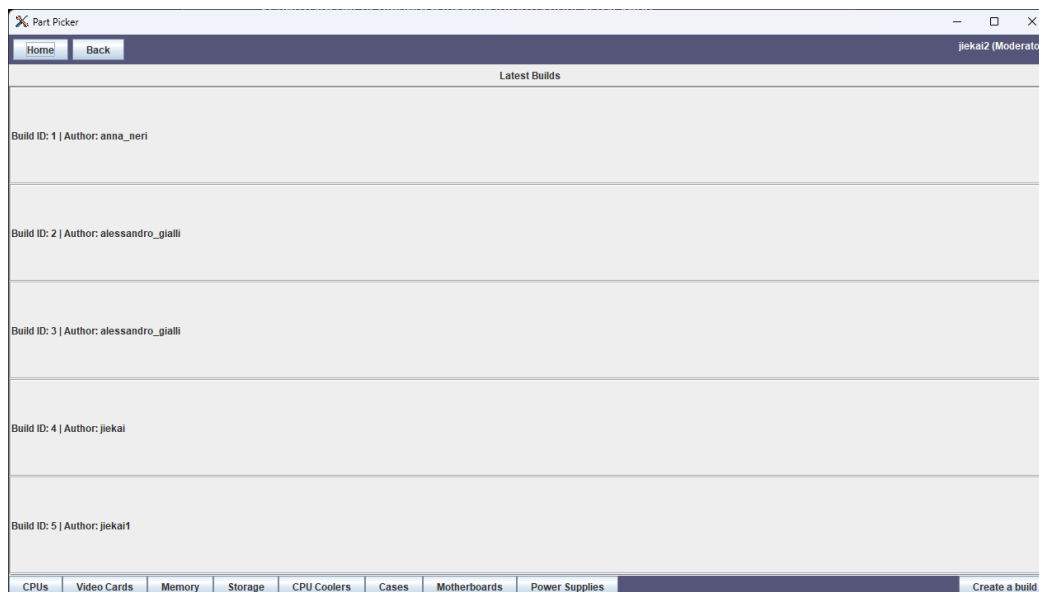 Part Picker
Home Back jiekai2 (Moderato
Latest Builds
Build ID: 1 | Author: anna_neri
Build ID: 2 | Author: alessandro_gialli
Build ID: 3 | Author: alessandro_gialli
Build ID: 4 | Author: jiekai
Build ID: 5 | Author: jiekai1
CPUs Video Cards Memory Storage CPU Coolers Cases Motherboards Power Supplies Create a build